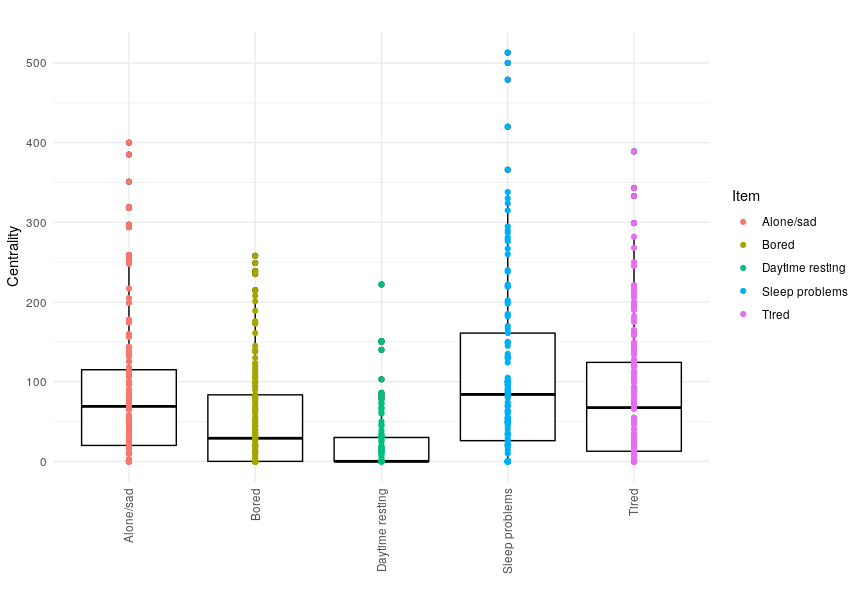 500
400
300
200
100
0
Centrality
Alone/sad
Bored
Daytime resting
Sleep problems
Tired
Item
Alone/sad
Bored
Daytime resting
Sleep problems
Tired